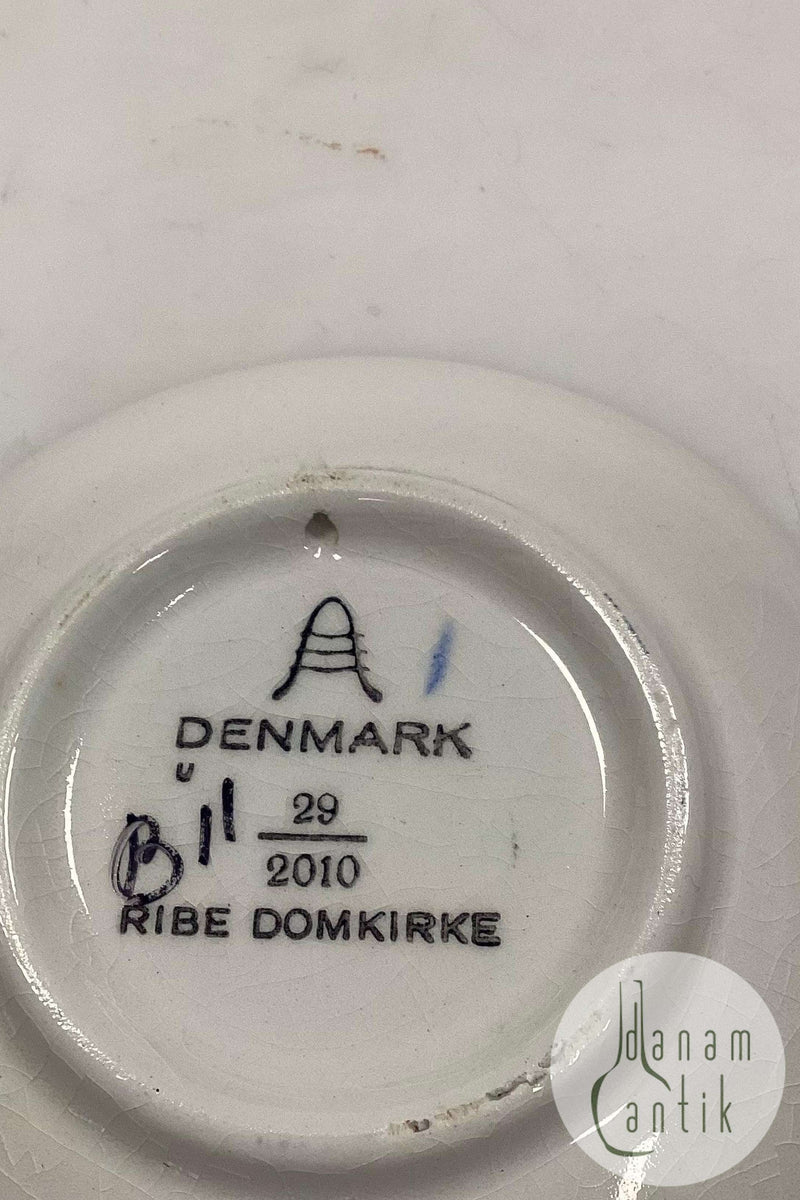 DENMARK
U
B 11
29
2010
RIBE DOMKIRKE
danam
antik